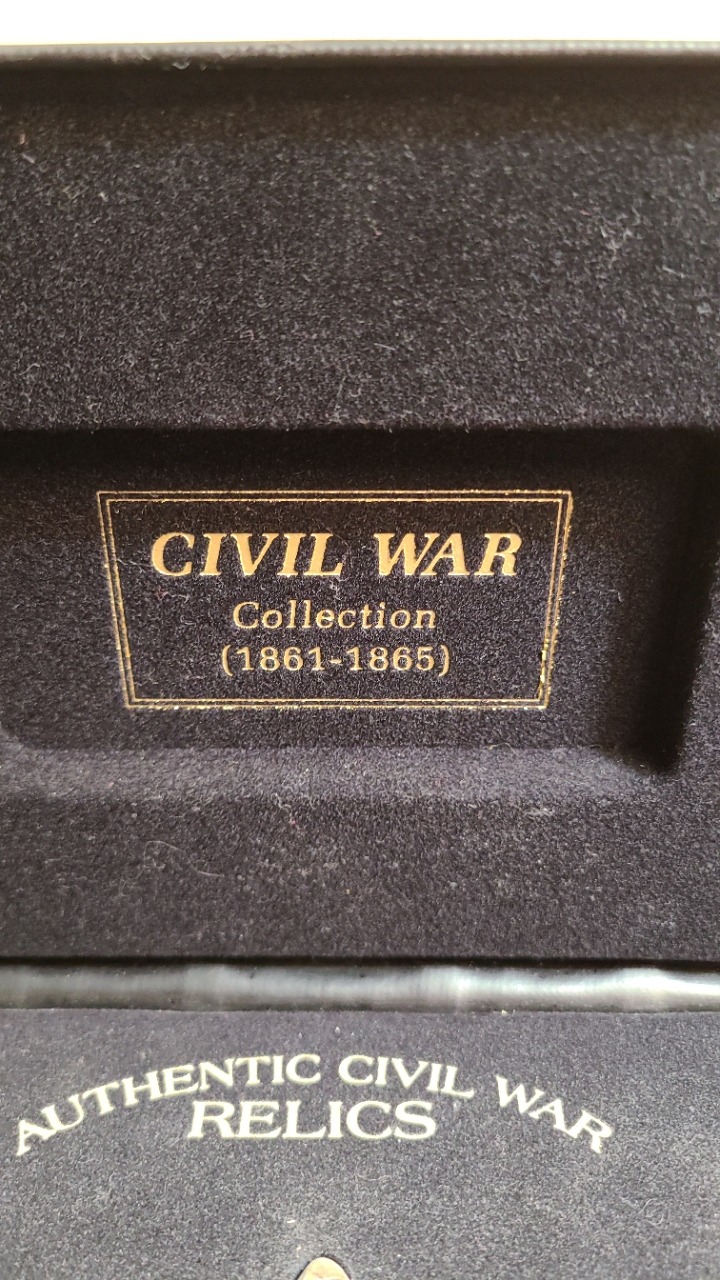 CIVIL WAR
Collection
(1861-1865)
AUTHENTIC CIVIL WAR
RELICS